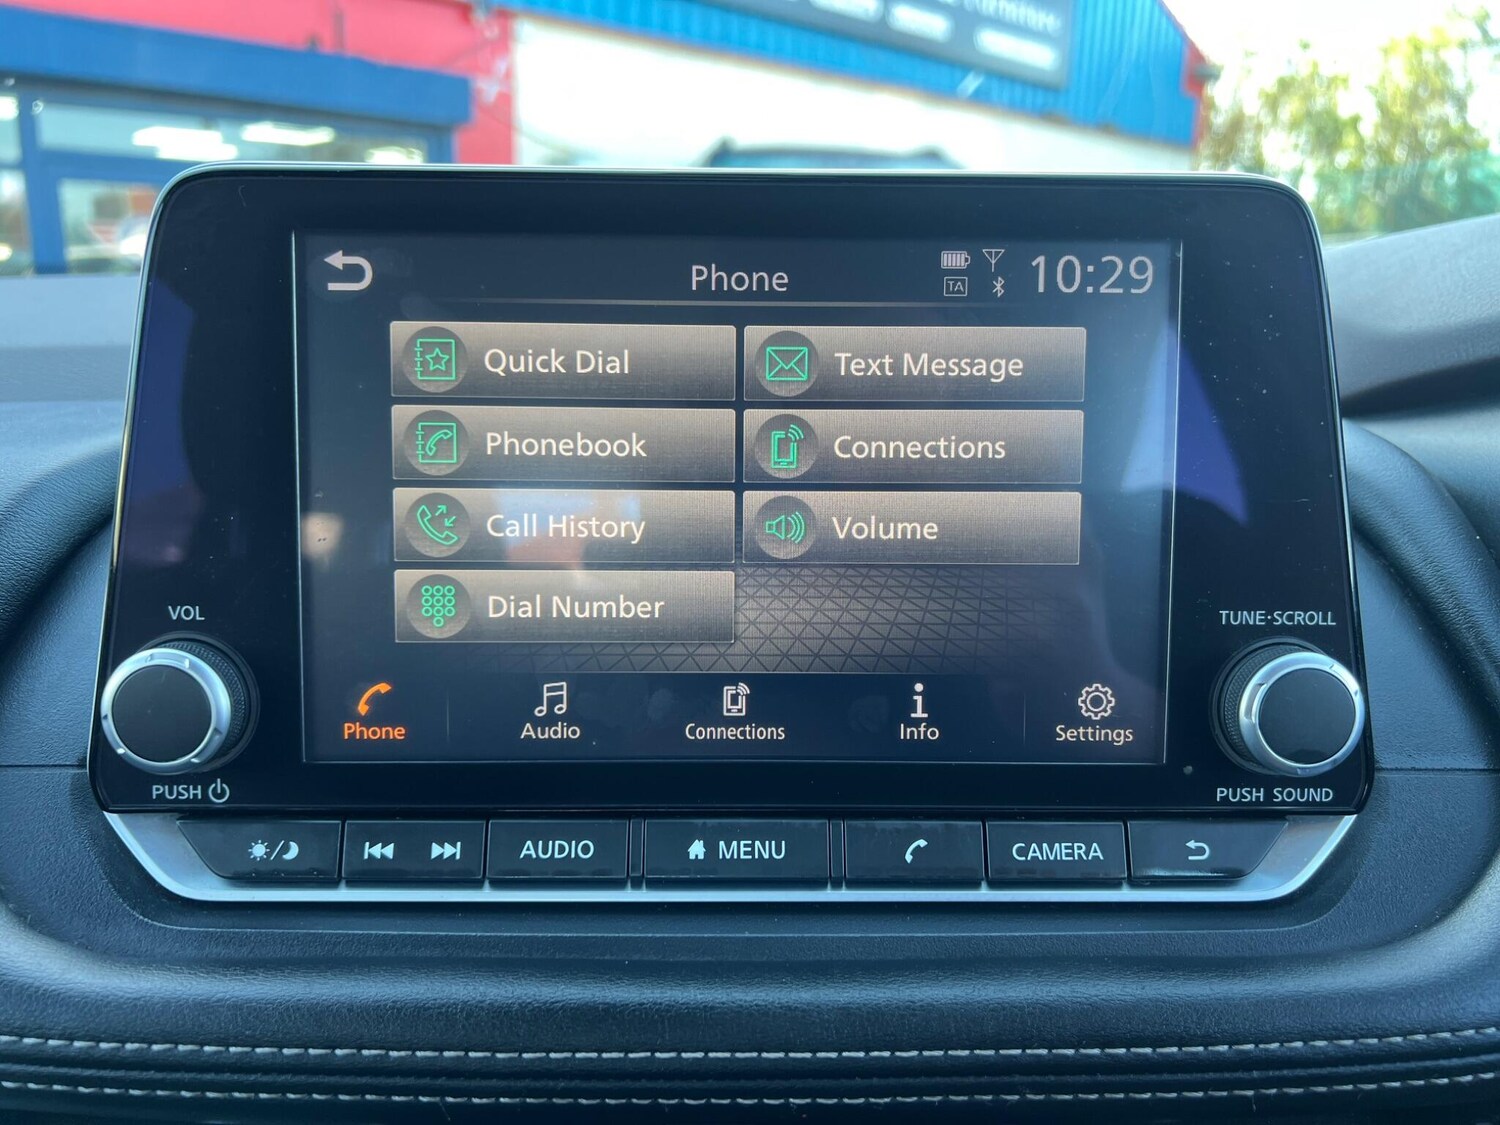 Phone
TA
10:29
Quick Dial
Text Message
Phonebook
Connections
Call History
Volume
Dial Number
VOL
TUNE·SCROLL
Phone
Audio
Connections
Info
Settings
PUSH
PUSH SOUND
AUDIO
MENU
CAMERA